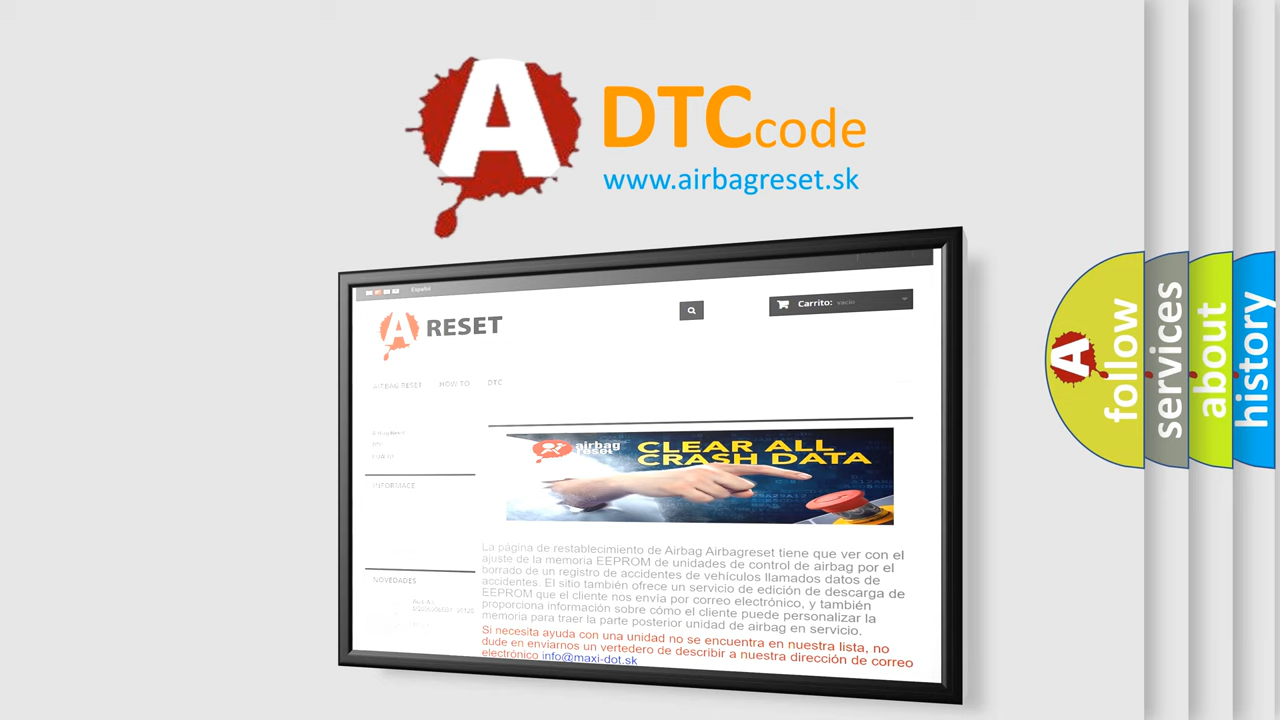 A DTCcode
www.airbagreset.sk
Español
A RESET
Carrito: vacío
AIRBAG RESET HOW TO DTC
INFORMACE
airbag
reset
CLEAR ALL
CRASH DATA
La página de restablecimiento de Airbag Airbagreset tiene que ver con el
ajuste de la memoria EEPROM de unidades de control de airbag por el
borrado de un registro de accidentes de vehículos llamados datos de
accidentes. El sitio también ofrece un servicio de edición de descarga de
EEPROM que el cliente nos envía por correo electrónico, y también
proporciona información sobre cómo el cliente puede personalizar la
memoria para traer la parte posterior unidad de airbag en servicio.
Si necesita ayuda con una unidad no se encuentra en nuestra lista, no
dude en enviarnos un vertedero de describir a nuestra dirección de correo
electrónico info@maxi-dot.sk
NOVEDADES
A follow
services
about
history